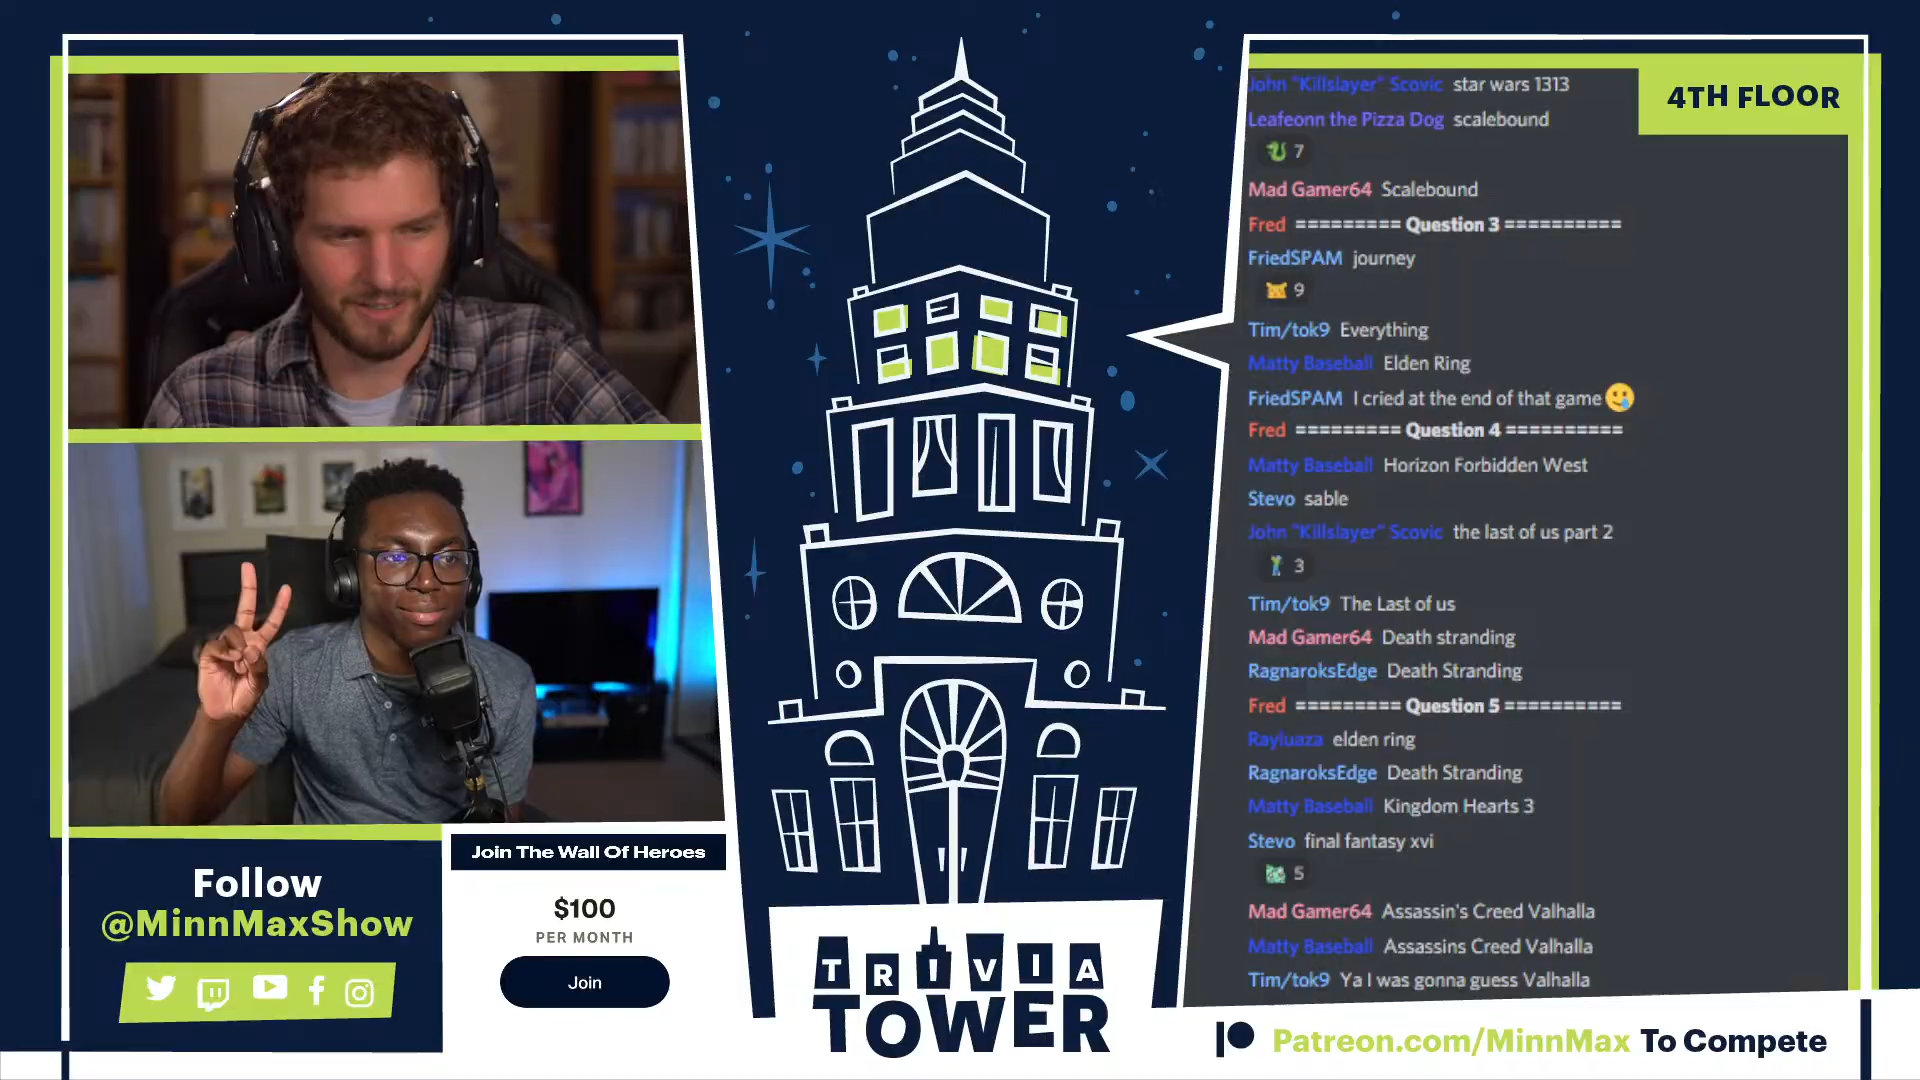 4TH FLOOR
John "Killslayer" Scovic star wars 1313
Leafeonn the Pizza Dog scalebound
7
Mad Gamer64 Scalebound
Fred ========= Question 3 ==========
FriedSPAM journey
9
Tim/tok9 Everything
Matty Baseball Elden Ring
FriedSPAM I cried at the end of that game
Fred ========= Question 4 ==========
Matty Baseball Horizon Forbidden West
Stevo sable
John "Killslayer" Scovic the last of us part 2
3
Tim/tok9 The Last of us
Mad Gamer64 Death stranding
RagnaroksEdge Death Stranding
Fred ========= Question 5 ==========
Rayluaza elden ring
RagnaroksEdge Death Stranding
Matty Baseball Kingdom Hearts 3
Stevo final fantasy xvi
5
Mad Gamer64 Assassin's Creed Valhalla
Matty Baseball Assassins Creed Valhalla
Tim/tok9 Ya I was gonna guess Valhalla
Follow
@MinnMaxShow
Join The Wall Of Heroes
$100
PER MONTH
Join
TRIVIA
TOWER
Patreon.com/MinnMax To Compete